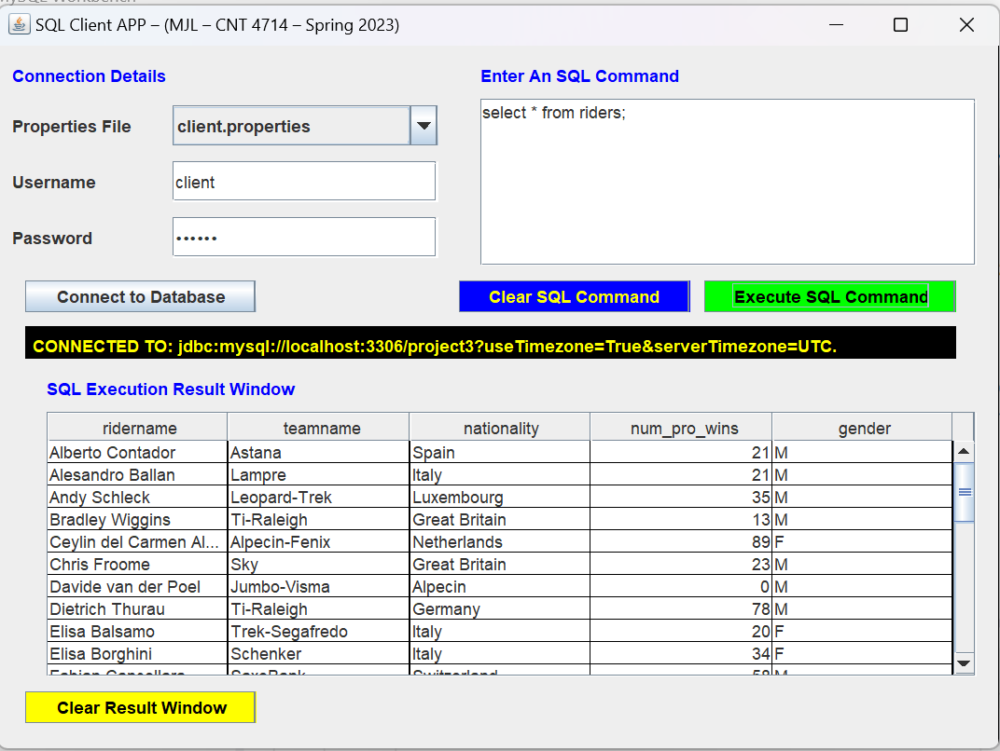 SQL Client APP – (MJL – CNT 4714 – Spring 2023)
Connection Details
Properties File client.properties
Username client
Password ••••••
Connect to Database
Enter An SQL Command
select * from riders;
Clear SQL Command Execute SQL Command
CONNECTED TO: jdbc:mysql://localhost:3306/project3?useTimezone=True&serverTimezone=UTC.
SQL Execution Result Window
ridername teamname nationality num_pro_wins gender
Alberto Contador Astana Spain 21 M
Alesandro Ballan Lampre Italy 21 M
Andy Schleck Leopard-Trek Luxembourg 35 M
Bradley Wiggins Ti-Raleigh Great Britain 13 M
Ceylin del Carmen Al... Alpecin-Fenix Netherlands 89 F
Chris Froome Sky Great Britain 23 M
Davide van der Poel Jumbo-Visma Alpecin 0 M
Dietrich Thurau Ti-Raleigh Germany 78 M
Elisa Balsamo Trek-Segafredo Italy 20 F
Elisa Borghini Schenker Italy 34 F
Clear Result Window